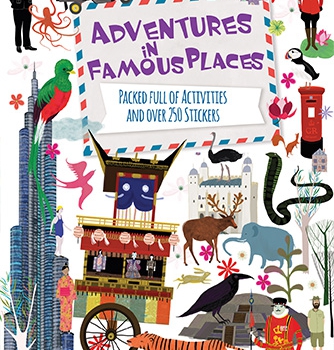 ADVENTURES
IN
FAMOUS PLACES
PACKED FULL OF ACTIVITIES
AND OVER 250 STICKERS